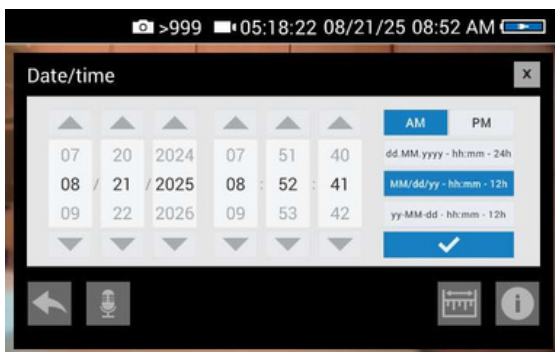 >999 05:18:22 08/21/25 08:52 AM
Date/time x
AM PM
07 20 2024 07 51 40 dd.MM.yyyy - hh:mm - 24h
08 / 21 / 2025 08 : 52 : 41 MM/dd/yy - hh:mm - 12h
09 22 2026 09 53 42 yy-MM-dd - hh:mm - 12h